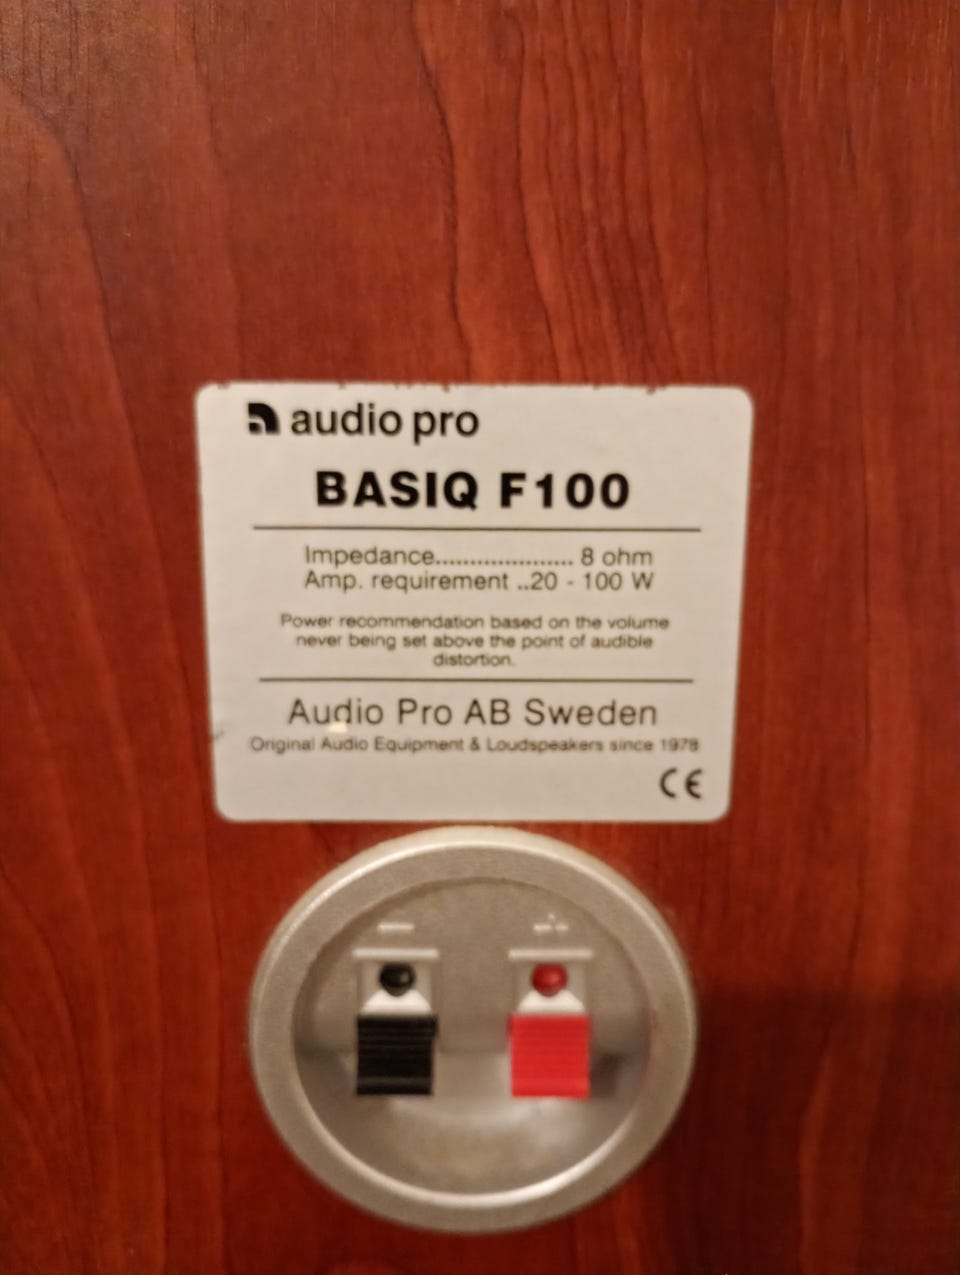 audio pro
BASIQ F100
Impedance.................... 8 ohm
Amp. requirement ..20 - 100 W
Power recommendation based on the volume
never being set above the point of audible
distortion.
Audio Pro AB Sweden
Original Audio Equipment & Loudspeakers since 1978
CE
- +